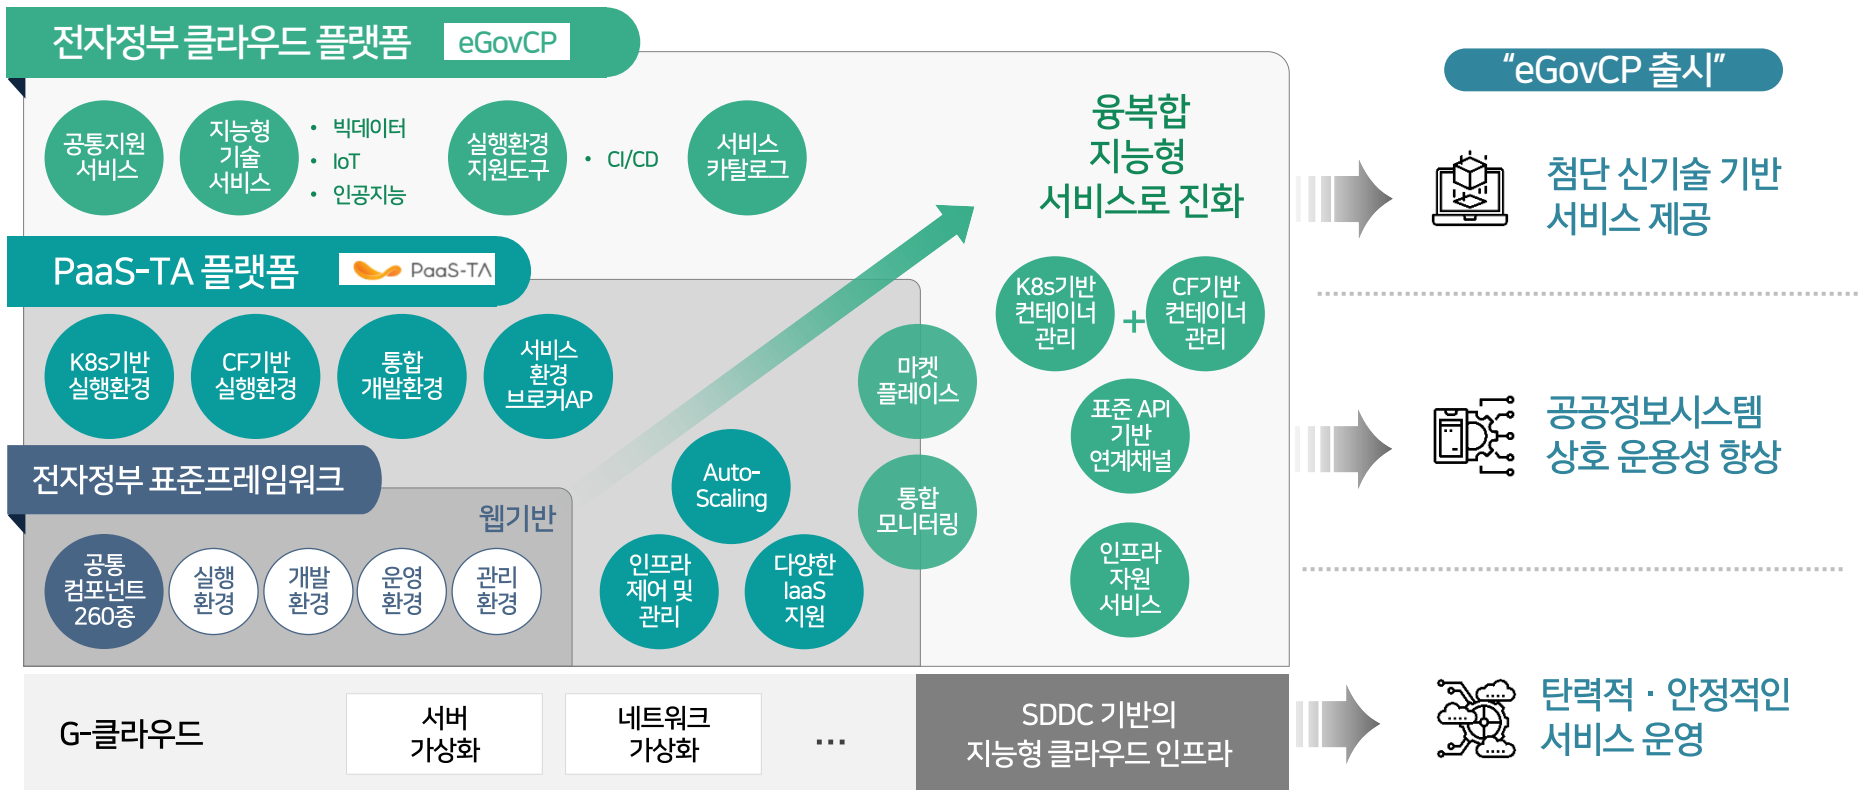 전자정부 클라우드 플랫폼
eGovCP
"eGovCP 출시"
공통지원
서비스
지능형
기술
서비스
• 빅데이터
• IoT
• 인공지능
실행환경
지원도구
• CI/CD
서비스
카탈로그
융복합
지능형
서비스로 진화
첨단 신기술 기반
서비스 제공
PaaS-TA 플랫폼
PaaS-TA
K8s기반
실행환경
CF기반
실행환경
통합
개발환경
서비스
환경
브로커AP
K8s기반
컨테이너
관리
+
CF기반
컨테이너
관리
마켓
플레이스
표준 API
기반
연계채널
공공정보시스템
상호 운용성 향상
전자정부 표준프레임워크
웹기반
Auto-
Scaling
통합
모니터링
공통
컴포넌트
260종
실행
환경
개발
환경
운영
환경
관리
환경
인프라
제어 및
관리
다양한
IaaS
지원
인프라
자원
서비스
G-클라우드
서버
가상화
네트워크
가상화
...
SDDC 기반의
지능형 클라우드 인프라
탄력적 · 안정적인
서비스 운영